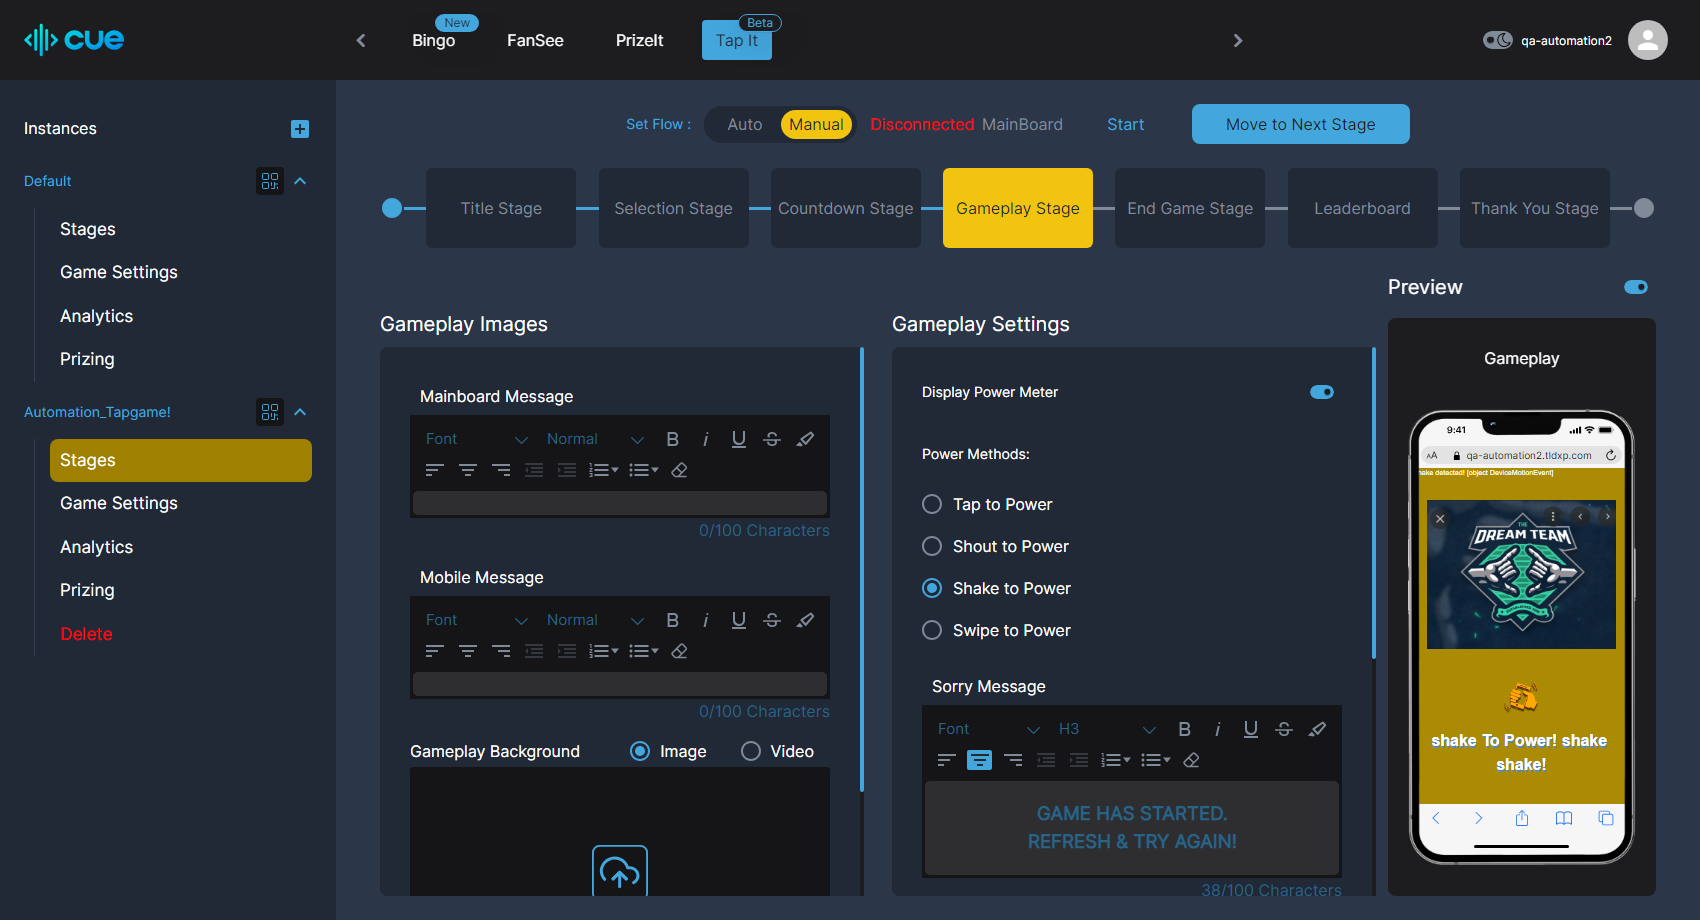 cue
New
Bingo
FanSee
PrizeIt
Beta
Tap It
qa-automation2
Instances
Default
Stages
Game Settings
Analytics
Prizing
Automation_Tapgame!
Stages
Game Settings
Analytics
Prizing
Delete
Set Flow :
Auto
Manual
Disconnected MainBoard
Start
Move to Next Stage
Title Stage
Selection Stage
Countdown Stage
Gameplay Stage
End Game Stage
Leaderboard
Thank You Stage
Gameplay Images
Mainboard Message
Font
Normal
B i U S
0/100 Characters
Mobile Message
Font
Normal
B i U S
0/100 Characters
Gameplay Background
Image
Video
Gameplay Settings
Display Power Meter
Power Methods:
Tap to Power
Shout to Power
Shake to Power
Swipe to Power
Sorry Message
Font
H3
B i U S
GAME HAS STARTED.
REFRESH & TRY AGAIN!
38/100 Characters
Preview
Gameplay
9:41
AA
qa-automation2.tldxp.com
hake detected! [object DeviceMotionEvent]
THE
DREAM TEAM
shake To Power! shake
shake!